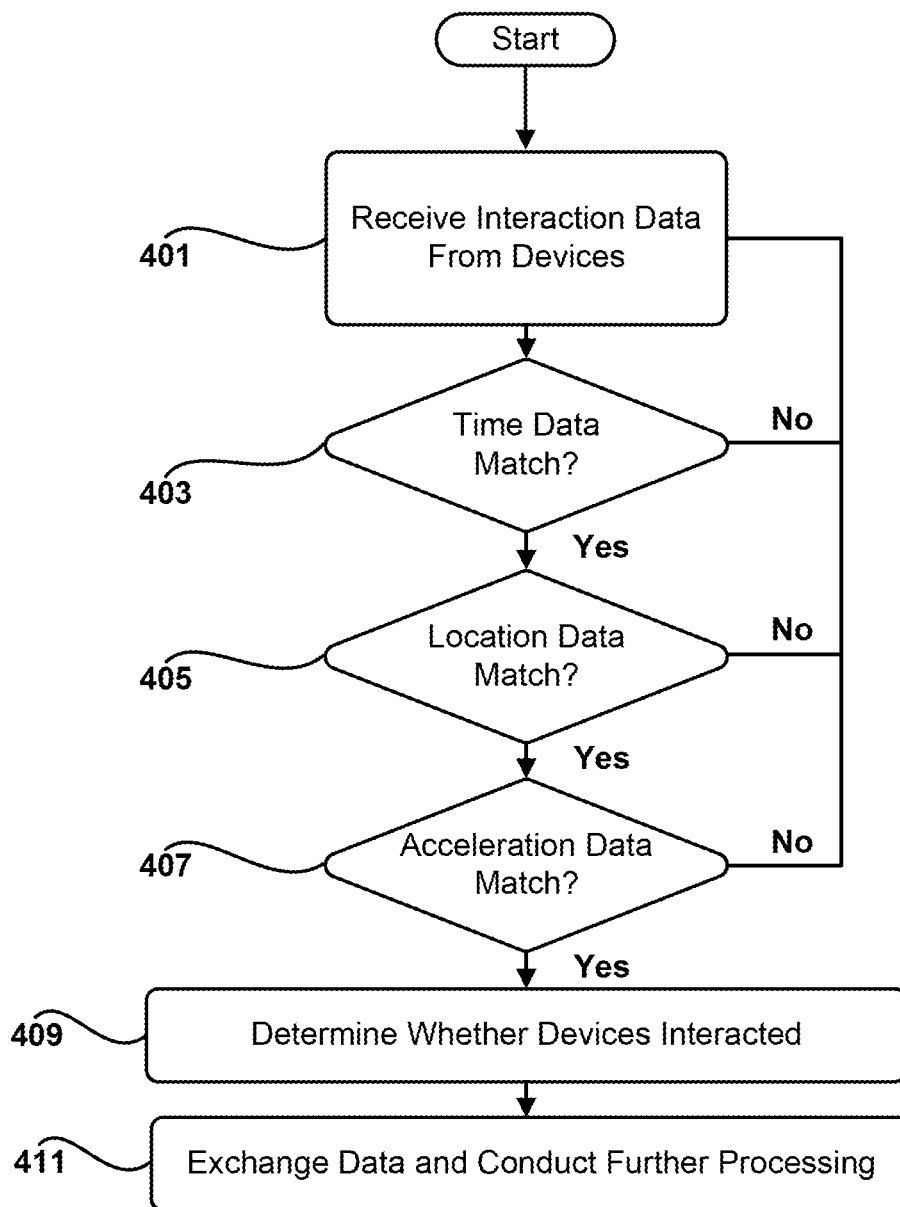 Start
Receive Interaction Data
From Devices
401
Time Data
Match?
No
403
Yes
Location Data
Match?
No
405
Yes
Acceleration Data
Match?
No
407
Yes
409
Determine Whether Devices Interacted
411
Exchange Data and Conduct Further Processing